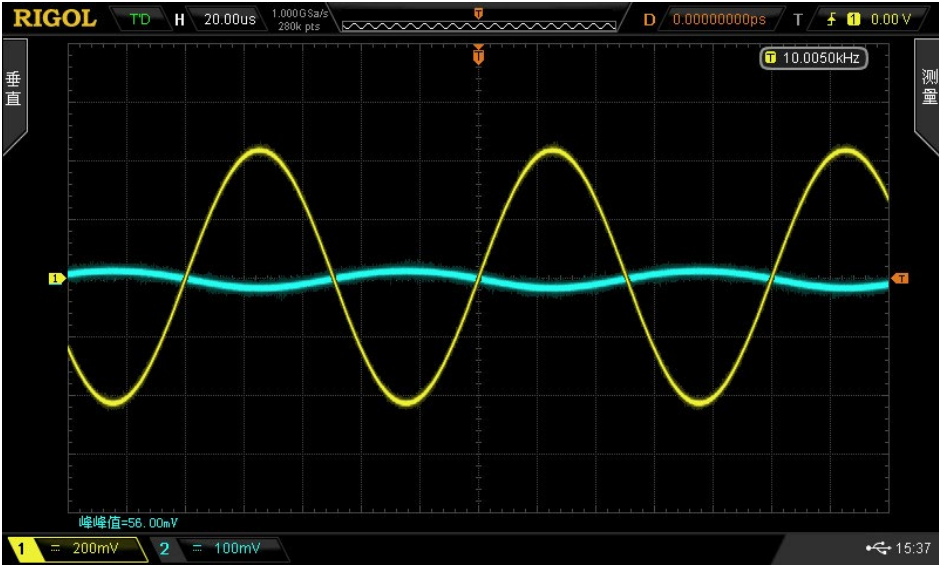 RIGOL T'D H 20.00us 1.000GSa/s 280k pts D 0.00000000ps T 1 0.00 V
T
T
T 10.0050kHz
垂直
测量
1
T
峰峰值=56.00mV
1 200mV 2 100mV 15:37